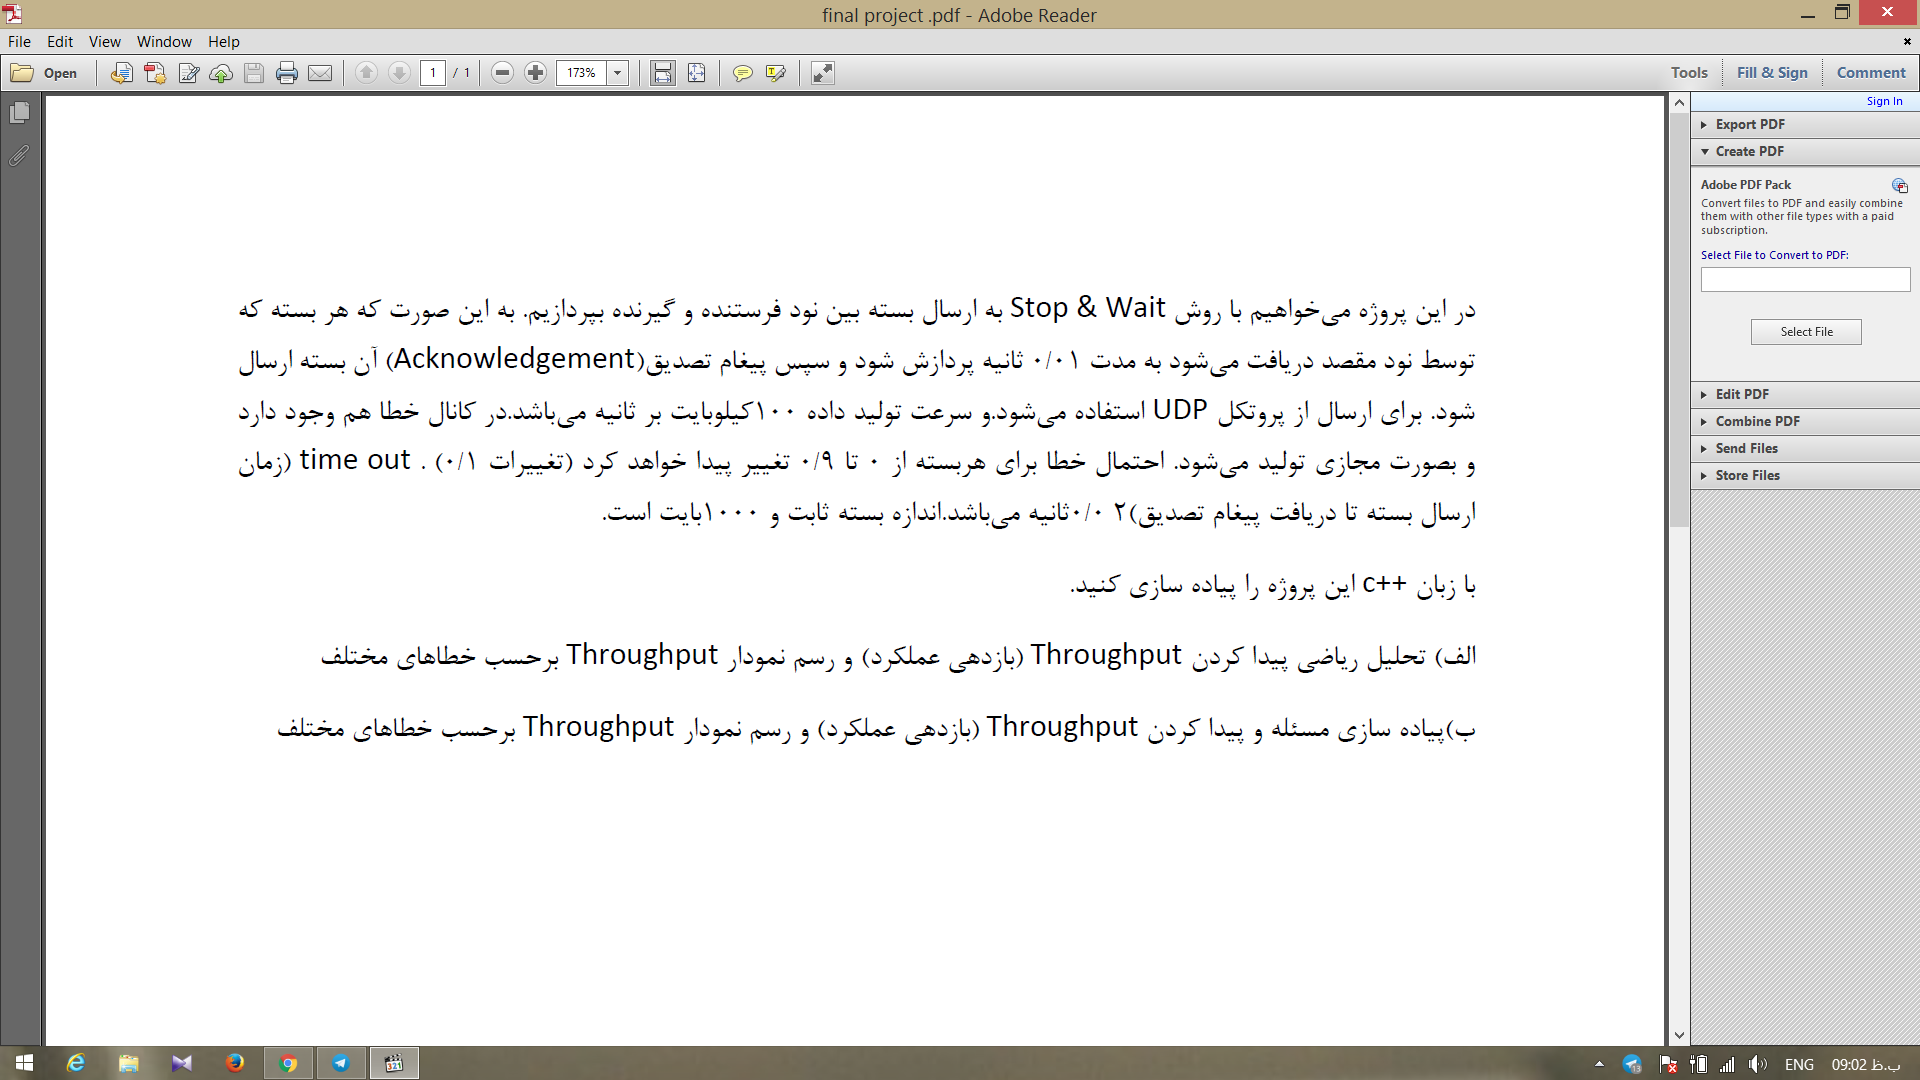 final project .pdf - Adobe Reader
File Edit View Window Help
Open 1 / 1 173% Tools Fill & Sign Comment
Sign In
Export PDF
Create PDF
Adobe PDF Pack
Convert files to PDF and easily combine
them with other file types with a paid
subscription.
Select File to Convert to PDF:
Select File
Edit PDF
Combine PDF
Send Files
Store Files
در این پروژه می‌خواهیم با روش Stop & Wait به ارسال بسته بین نود فرستنده و گیرنده بپردازیم. به این صورت که هر بسته که
توسط نود مقصد دریافت می‌شود به مدت ۰/۰۱ ثانیه پردازش شود و سپس پیغام تصدیق(Acknowledgement) آن بسته ارسال
شود. برای ارسال از پروتکل UDP استفاده می‌شود.و سرعت تولید داده ۱۰۰کیلوبایت بر ثانیه می‌باشد.در کانال خطا هم وجود دارد
و بصورت مجازی تولید می‌شود. احتمال خطا برای هربسته از ۰ تا ۰/۹ تغییر پیدا خواهد کرد (تغییرات ۰/۱) . time out (زمان
ارسال بسته تا دریافت پیغام تصدیق)۲ ۰/۰ثانیه می‌باشد.اندازه بسته ثابت و ۱۰۰۰بایت است.
با زبان c++ این پروژه را پیاده سازی کنید.
الف) تحلیل ریاضی پیدا کردن Throughput (بازدهی عملکرد) و رسم نمودار Throughput برحسب خطاهای مختلف
ب)پیاده سازی مسئله و پیدا کردن Throughput (بازدهی عملکرد) و رسم نمودار Throughput برحسب خطاهای مختلف
321 13 ENG 09:02 ب.ظ